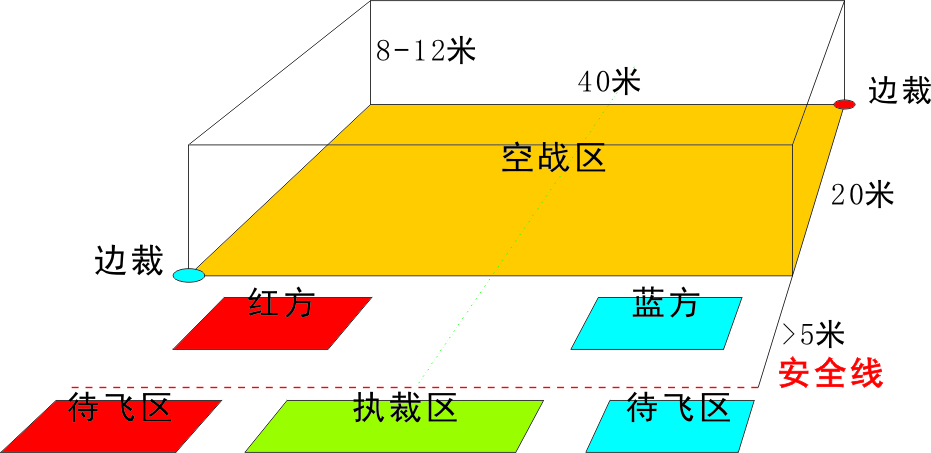 8-12米
40米
边裁
空战区
20米
边裁
红方
蓝方
>5米
安全线
待飞区
执裁区
待飞区